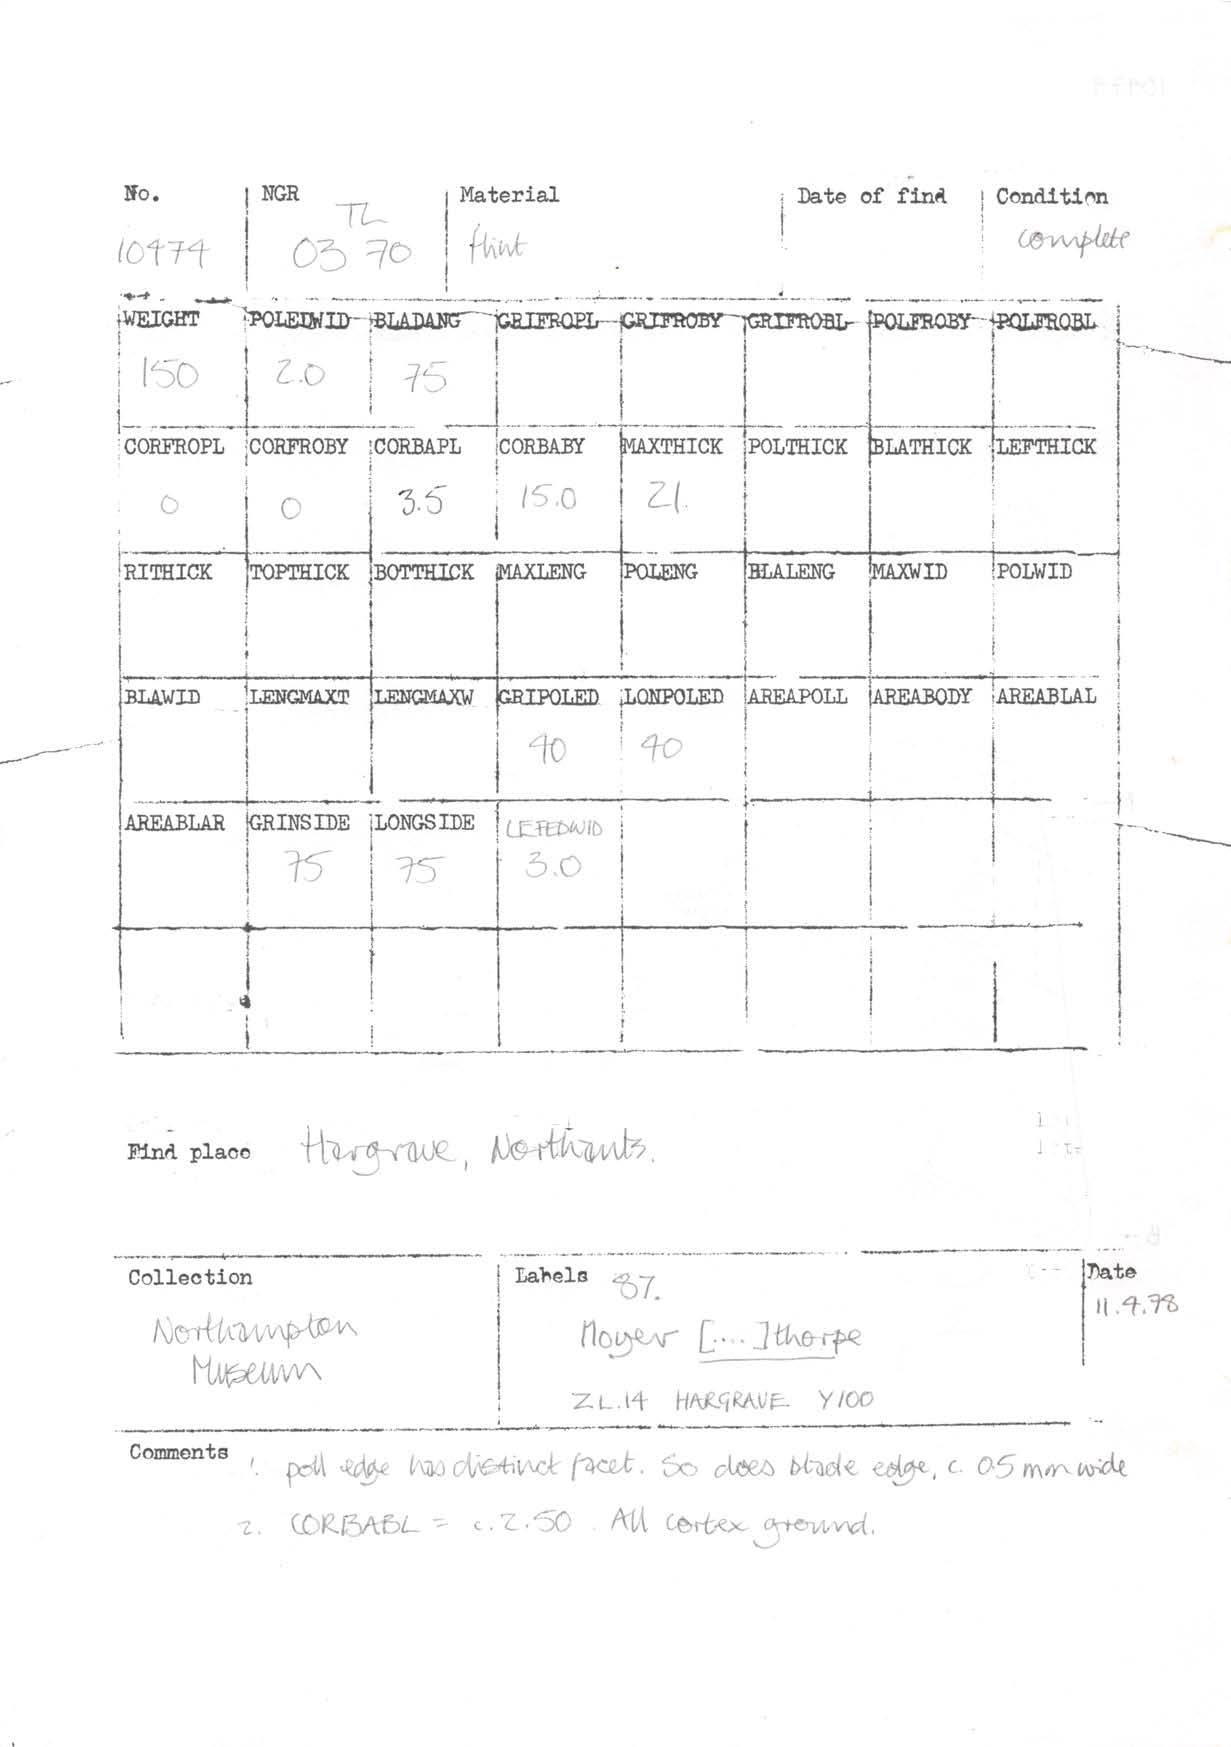 No. NGR Material Date of find Condition
TL
10474 03 70 flint complete
WEIGHT POLEDWID BLADANG GRIFROPL GRIFROBY GRIFROBL POLFROBY POLFROBL
150 2.0 75
CORFROPL CORFROBY CORBAPL CORBABY MAXTHICK POLTHICK BLATHICK LEFTHICK
0 0 3.5 15.0 21.
RITHICK TOPTHICK BOTTHICK MAXLENG POLENG BLALENG MAXWID POLWID
BLAWID LENGMAXT LENGMAXW GRIPOLED LONPOLED AREAPOLL AREABODY AREABLAL
40 40
AREABLAR GRINSIDE LONGSIDE LEFEDWID
75 75 3.0
Find place Hargrave, Northants.
Collection Labels 87. Date
11.4.78
Northampton Moyer [....]thorpe
Museum
ZL.14 HARGRAVE Y100
Comments 1. poll edge has distinct facet. So does blade edge, c. 0.5 mm wide
2. CORBABL = c.2.50. All cortex ground.